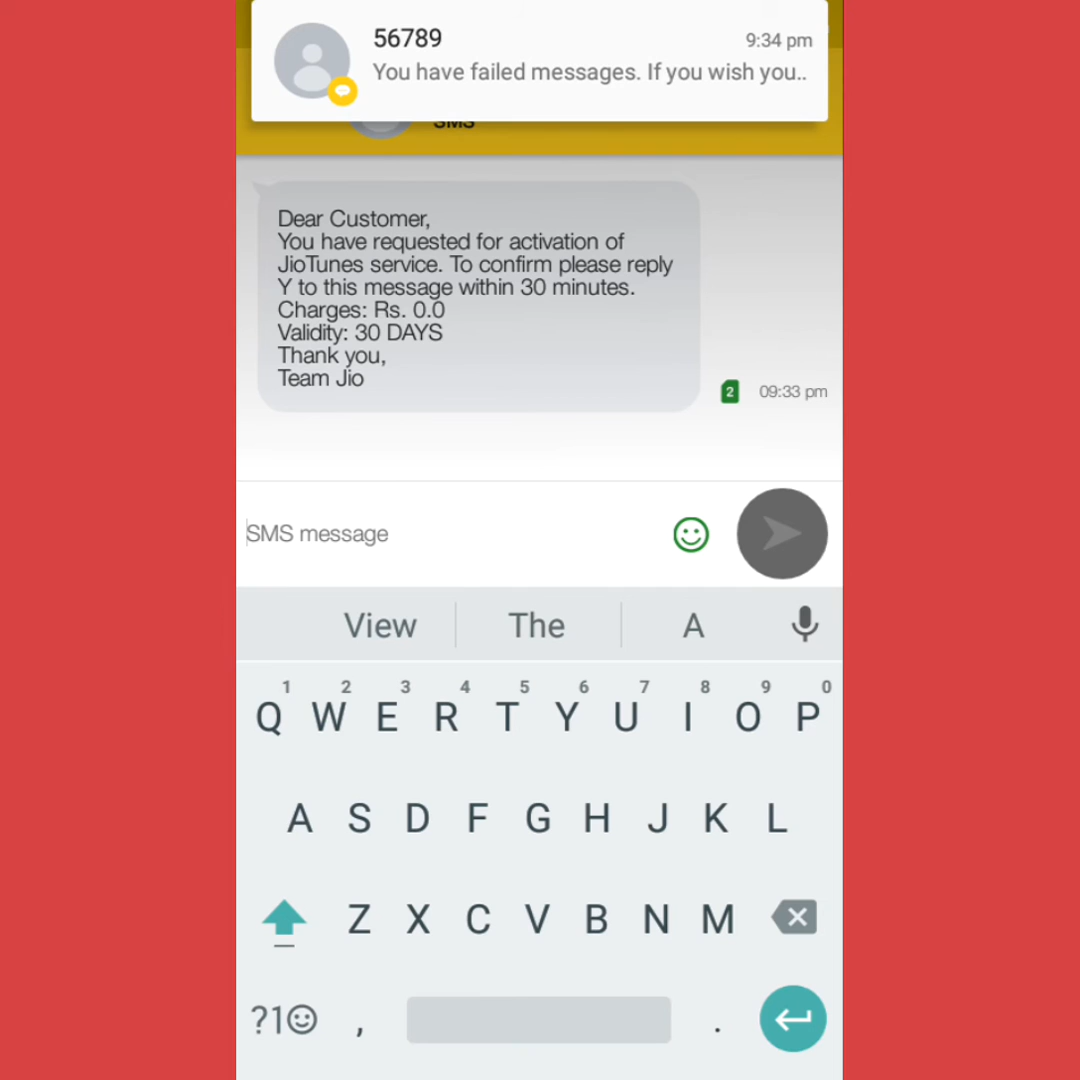 56789
9:34 pm
You have failed messages. If you wish you..
SMS
Dear Customer,
You have requested for activation of
JioTunes service. To confirm please reply
Y to this message within 30 minutes.
Charges: Rs. 0.0
Validity: 30 DAYS
Thank you,
Team Jio
2 09:33 pm
SMS message
View The A
1 2 3 4 5 6 7 8 9 0
Q W E R T Y U I O P
A S D F G H J K L
Z X C V B N M
?1 , .